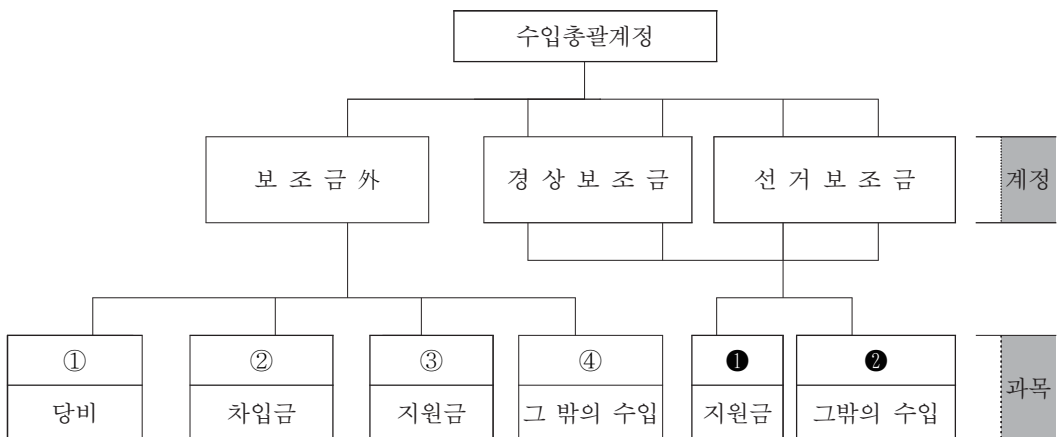 수입총괄계정
보 조 금 外
경 상 보 조 금
선 거 보 조 금
계정
①
②
③
④
❶
❷
당비
차입금
지원금
그 밖의 수입
지원금
그밖의 수입
과목